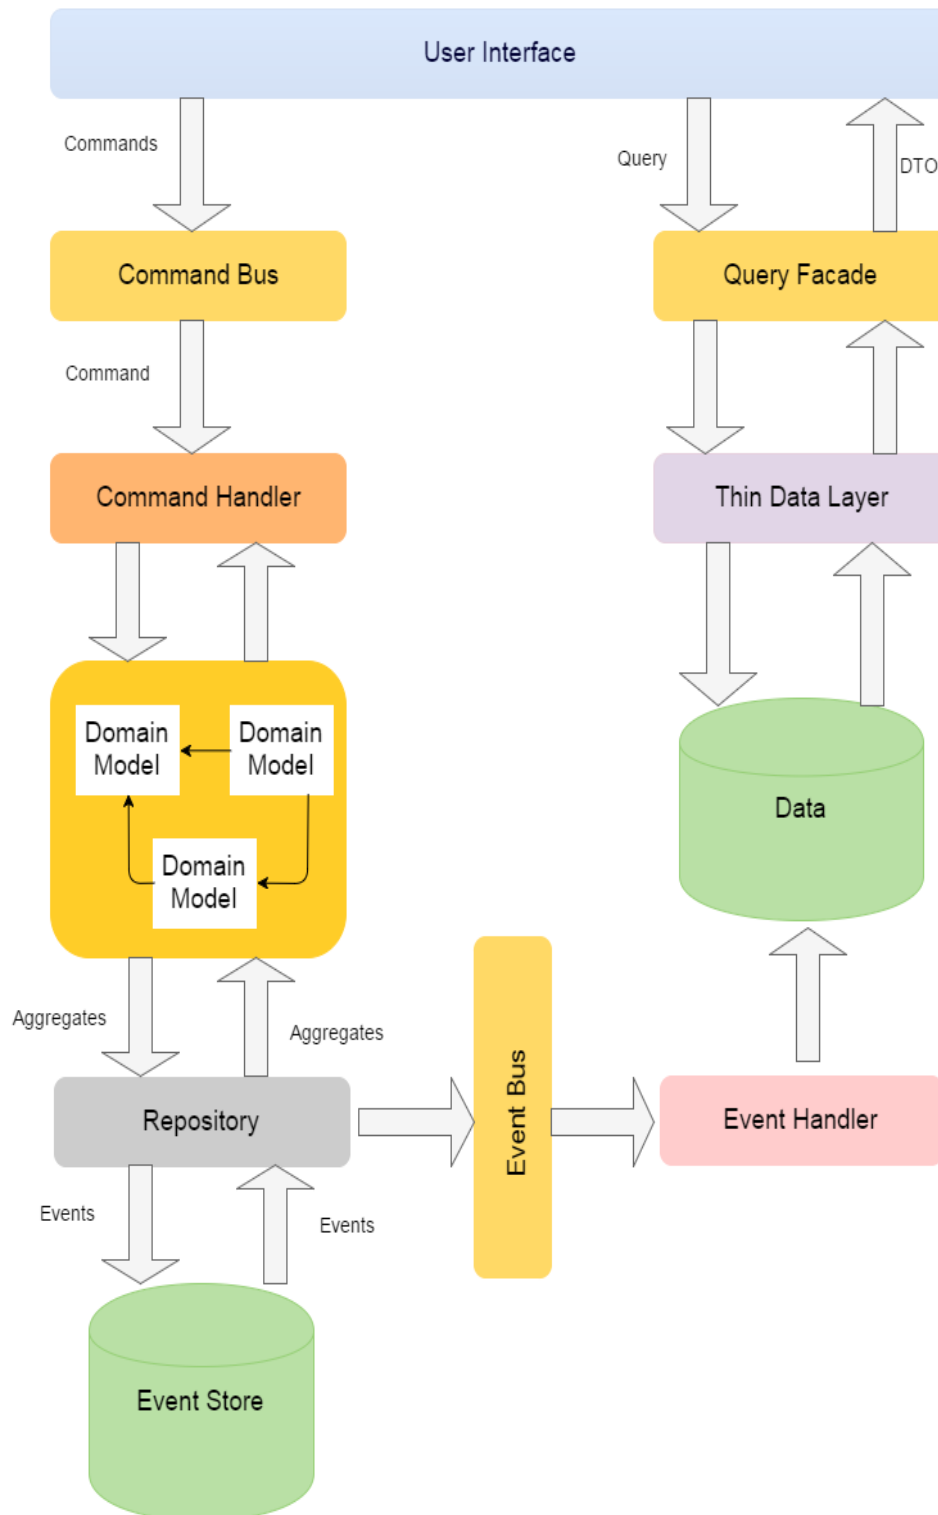 User Interface
Commands
Query
DTO
Command Bus
Query Facade
Command
Command Handler
Thin Data Layer
Domain
Model
Domain
Model
Domain
Model
Data
Aggregates
Aggregates
Repository
Event Bus
Event Handler
Events
Events
Event Store